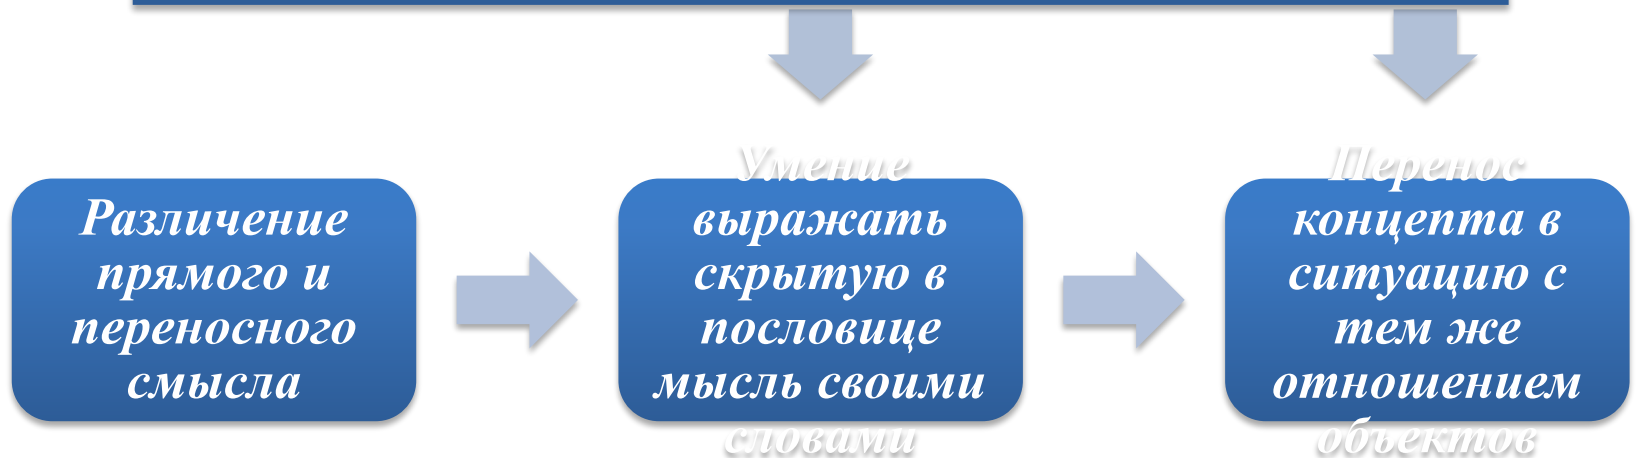 Различение
прямого и
переносного
смысла
Умение
выражать
скрытую в
пословице
мысль своими
словами
Перенос
концепта в
ситуацию с
тем же
отношением
объектов